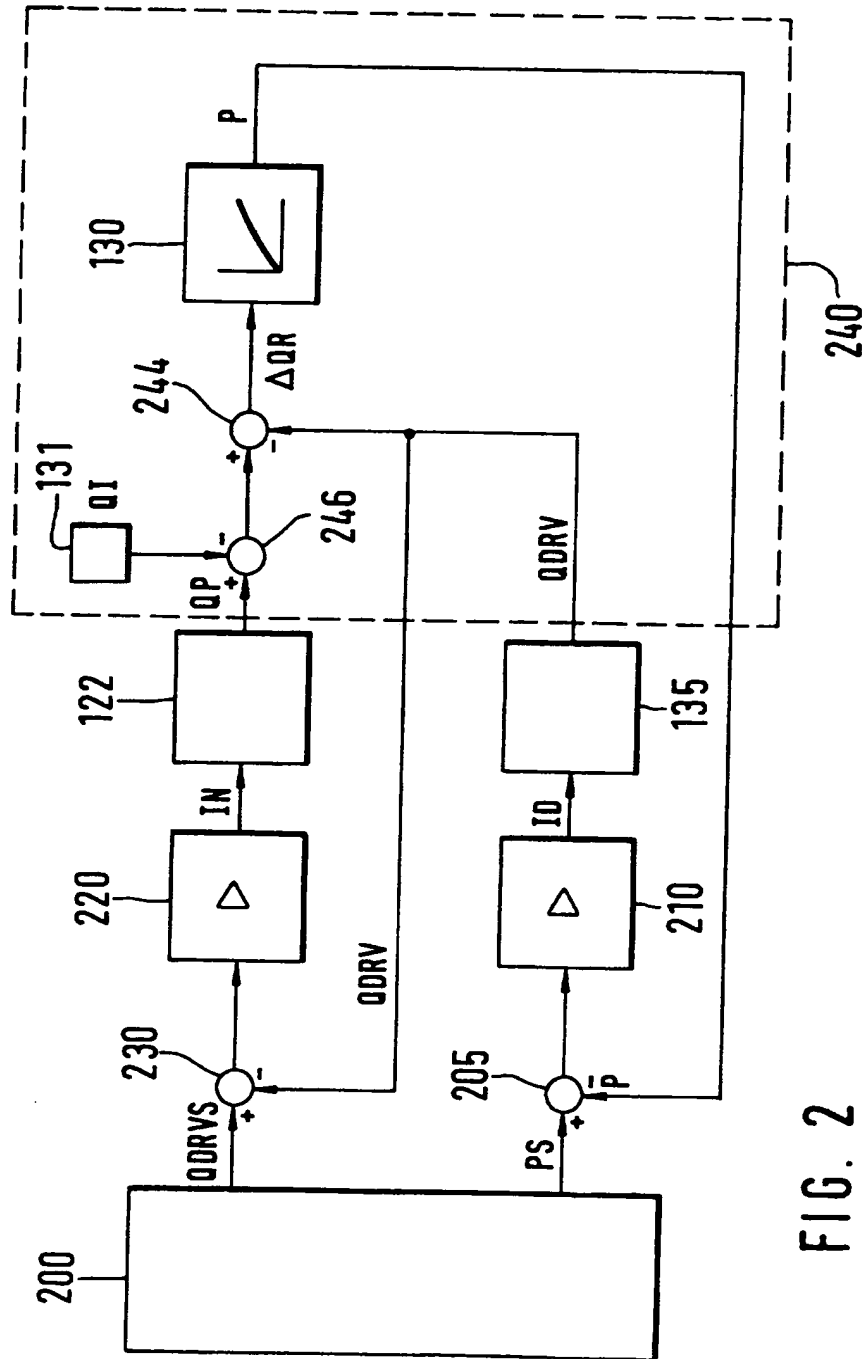 131
QI
244
130
P
220
122
QP
+
-
+
-
ΔQR
IN
Δ
246
200
QDRVS
230
+
-
QDRV
QDRV
240
205
PS
+
-
P
Δ
ID
210
135
FIG. 2